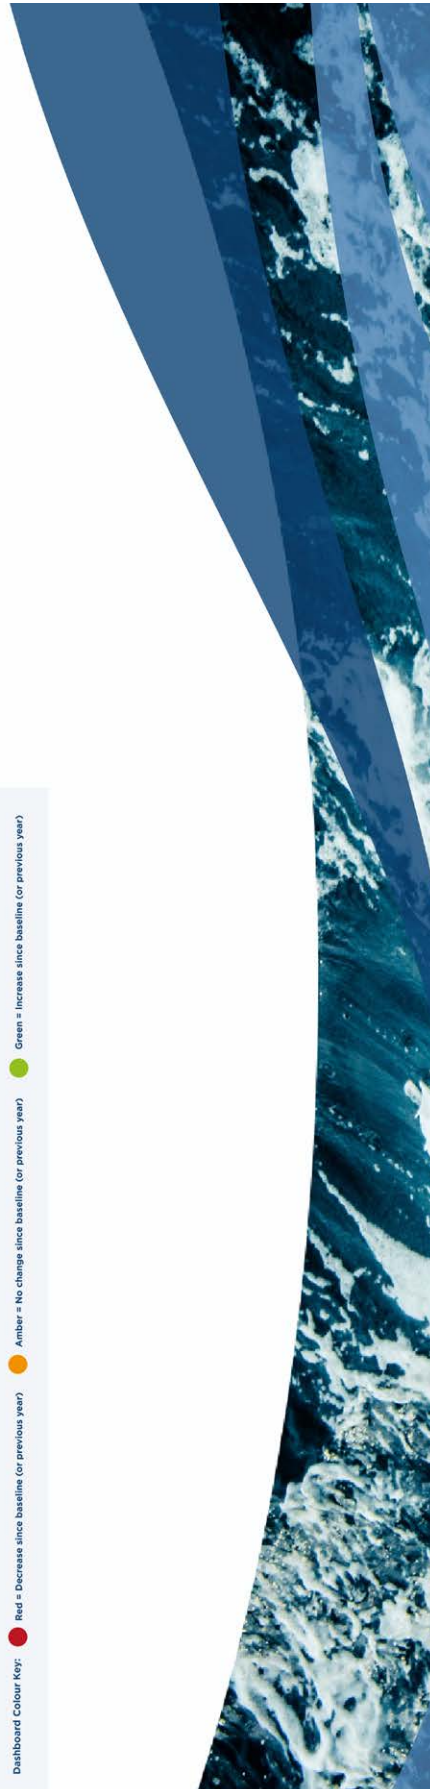 Dashboard Colour Key: Red = Decrease since baseline (or previous year) Amber = No change since baseline (or previous year) Green = Increase since baseline (or previous year)